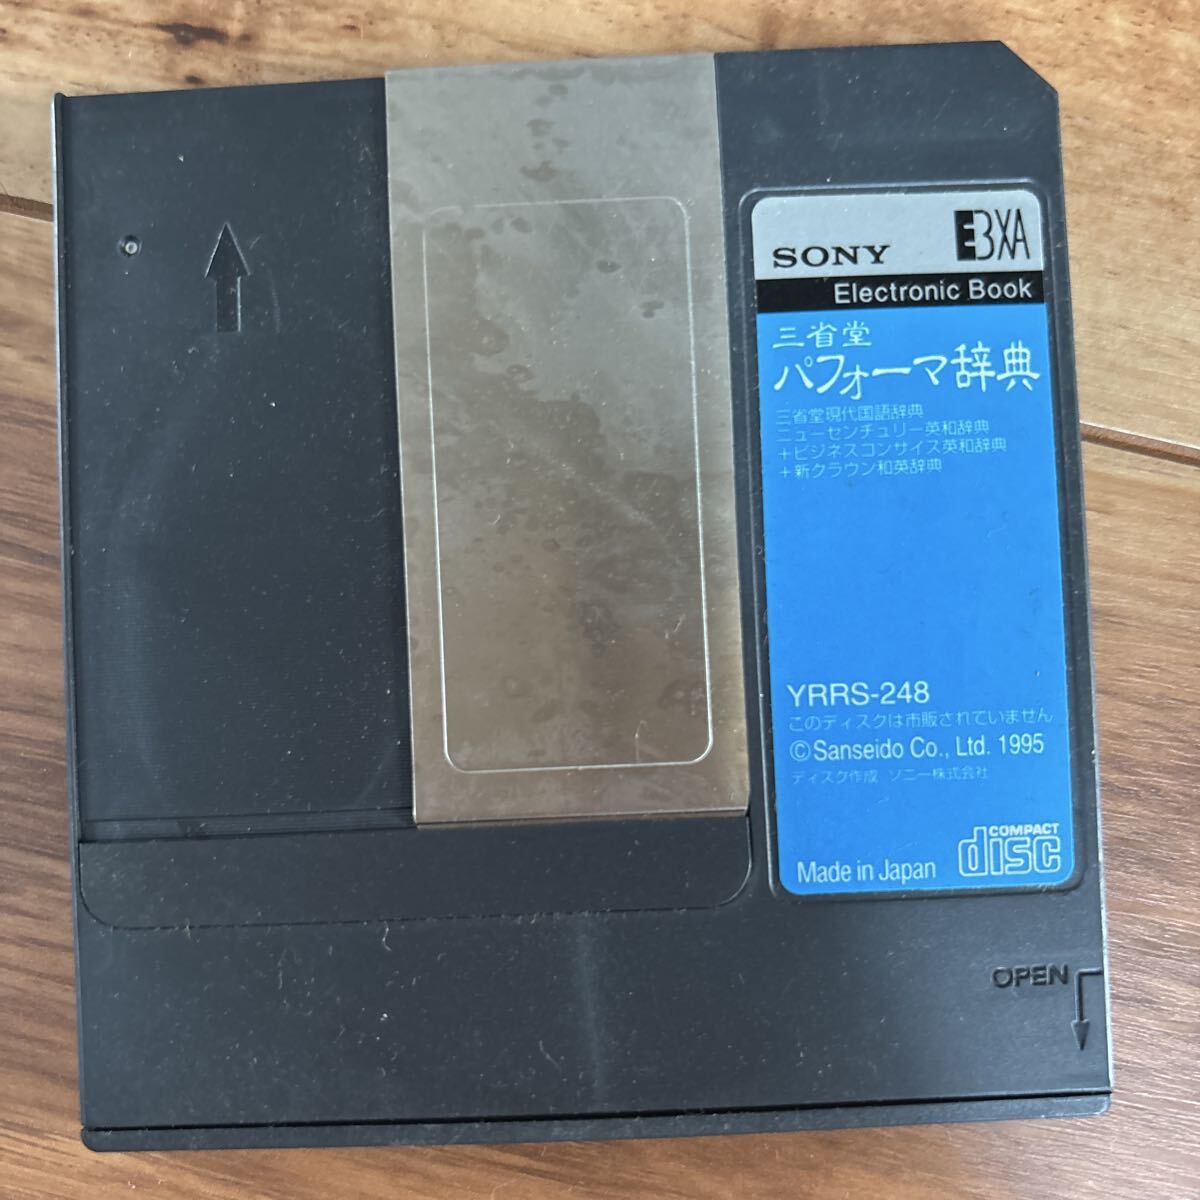 SONY
EBXA
Electronic Book
三省堂
パフォーマ辞典
三省堂現代国語辞典
ニューセンチュリー英和辞典
+ビジネスコンサイス英和辞典
+新クラウン和英辞典
YRRS-248
このディスクは市販されていません
©Sanseido Co., Ltd. 1995
ディスク作成 ソニー株式会社
COMPACT
disc
Made in Japan
OPEN